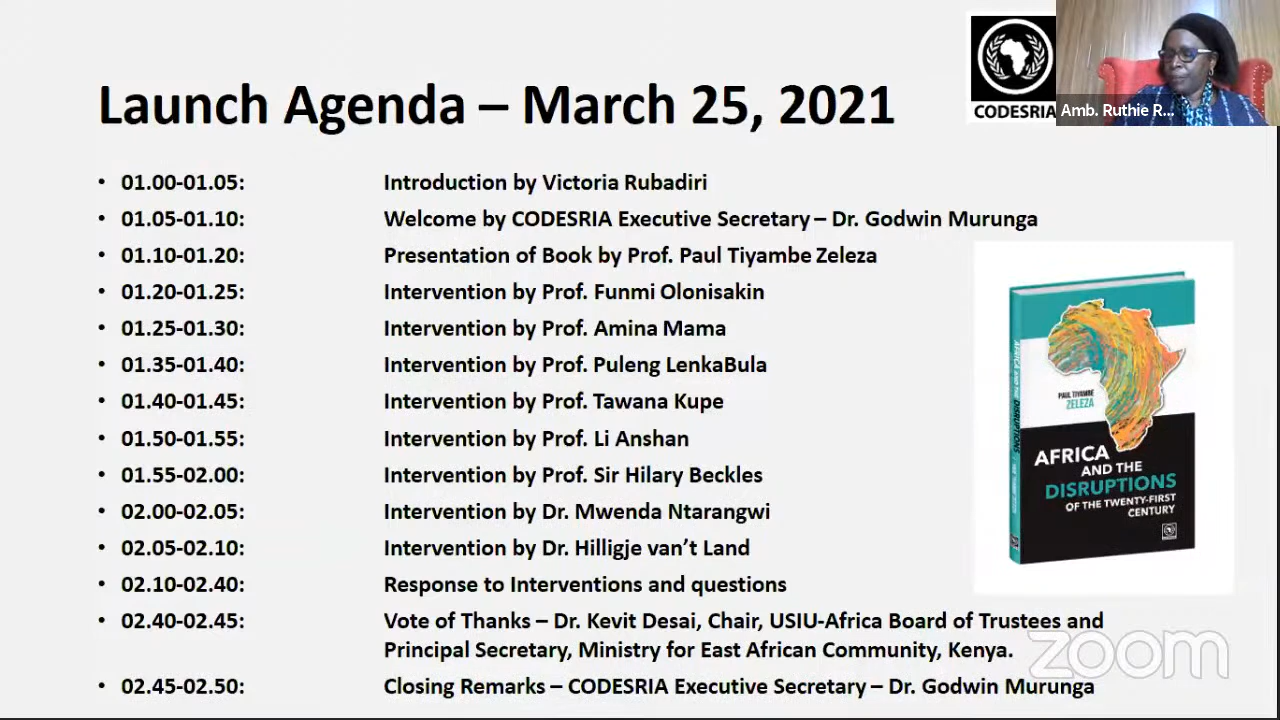 Launch Agenda – March 25, 2021
CODESRIA
Amb. Ruthie R...
• 01.00-01.05: Introduction by Victoria Rubadiri
• 01.05-01.10: Welcome by CODESRIA Executive Secretary – Dr. Godwin Murunga
• 01.10-01.20: Presentation of Book by Prof. Paul Tiyambe Zeleza
• 01.20-01.25: Intervention by Prof. Funmi Olonisakin
• 01.25-01.30: Intervention by Prof. Amina Mama
• 01.35-01.40: Intervention by Prof. Puleng LenkaBula
• 01.40-01.45: Intervention by Prof. Tawana Kupe
• 01.50-01.55: Intervention by Prof. Li Anshan
• 01.55-02.00: Intervention by Prof. Sir Hilary Beckles
• 02.00-02.05: Intervention by Dr. Mwenda Ntarangwi
• 02.05-02.10: Intervention by Dr. Hilligje van’t Land
• 02.10-02.40: Response to Interventions and questions
• 02.40-02.45: Vote of Thanks – Dr. Kevit Desai, Chair, USIU-Africa Board of Trustees and
Principal Secretary, Ministry for East African Community, Kenya.
• 02.45-02.50: Closing Remarks – CODESRIA Executive Secretary – Dr. Godwin Murunga
PAUL TIYAMBE
ZELEZA
AFRICA
AND THE
DISRUPTIONS
OF THE TWENTY-FIRST
CENTURY
zoom